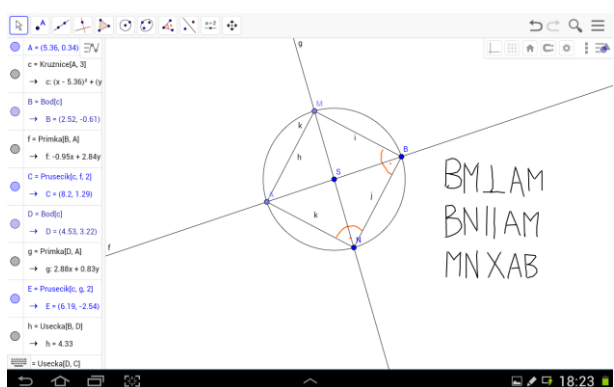 a=2
A = (5.36, 0.34)
c = Kruznice[A, 3]
→ c: (x - 5.36)² + (y
B = Bod[c]
→ B = (2.52, -0.61)
f = Primka[B, A]
→ f: -0.95x + 2.84y
C = Prusecik[c, f, 2]
→ C = (8.2, 1.29)
D = Bod[c]
→ D = (4.53, 3.22)
g = Primka[D, A]
→ g: 2.88x + 0.83y
E = Prusecik[c, g, 2]
→ E = (6.19, -2.54)
h = Usecka[B, D]
→ h = 4.33
= Usecka[D, C]
g
M
k
i
B
h
S
A
j
k
N
f
BM⊥AM
BN||AM
MN X AB
18:23